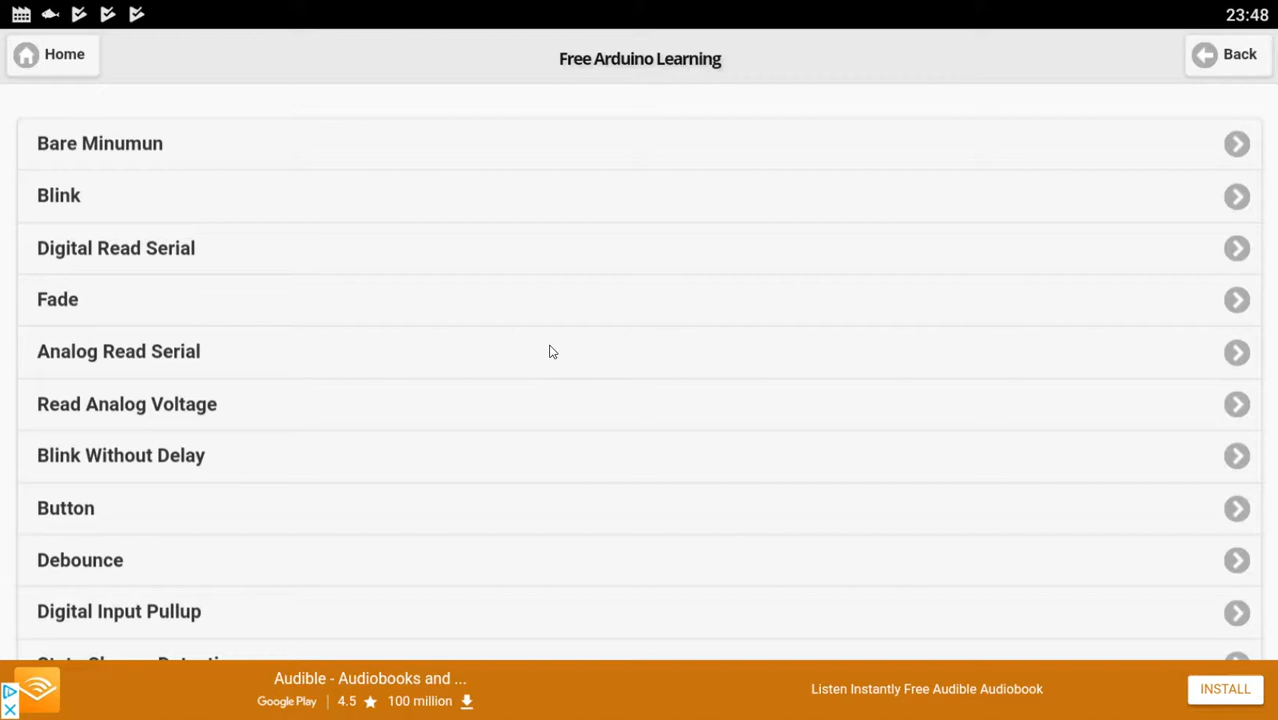 23:48
Home
Free Arduino Learning
Back
Bare Minumun
Blink
Digital Read Serial
Fade
Analog Read Serial
Read Analog Voltage
Blink Without Delay
Button
Debounce
Digital Input Pullup
Audible - Audiobooks and ...
Google Play 4.5 100 million
Listen Instantly Free Audible Audiobook
INSTALL